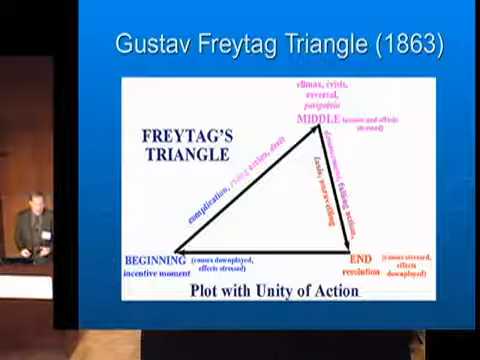 Gustav Freytag Triangle (1863)
climax, crisis,
reversal,
peripeteia
MIDDLE (causes and effects
stressed)
FREYTAG'S
TRIANGLE
complication, rising action, desis
denouement, falling action,
lusis, unravelling
BEGINNING (causes downplayed,
effects stressed)
incentive moment
END (causes stressed,
effects
downplayed)
resolution
Plot with Unity of Action